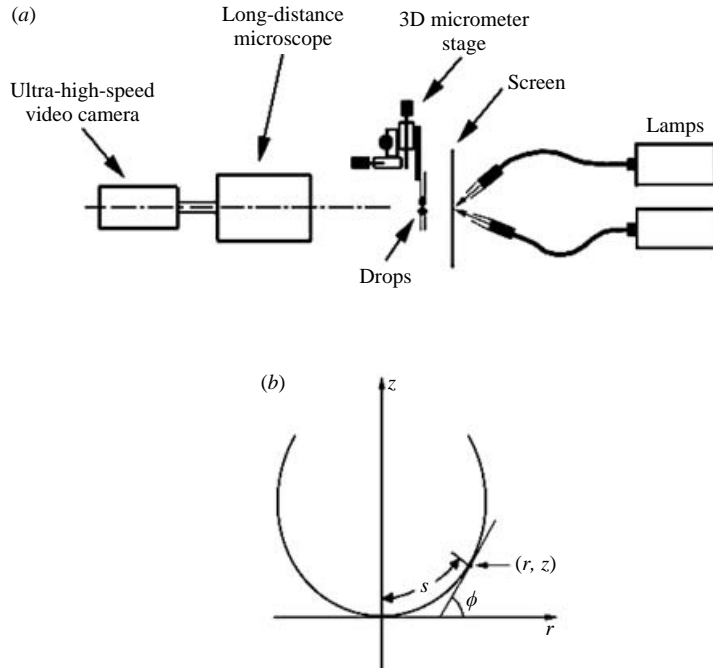 (a)
Long-distance
microscope
3D micrometer
stage
Ultra-high-speed
video camera
Screen
Lamps
Drops
(b)
z
(r, z)
s
ϕ
r